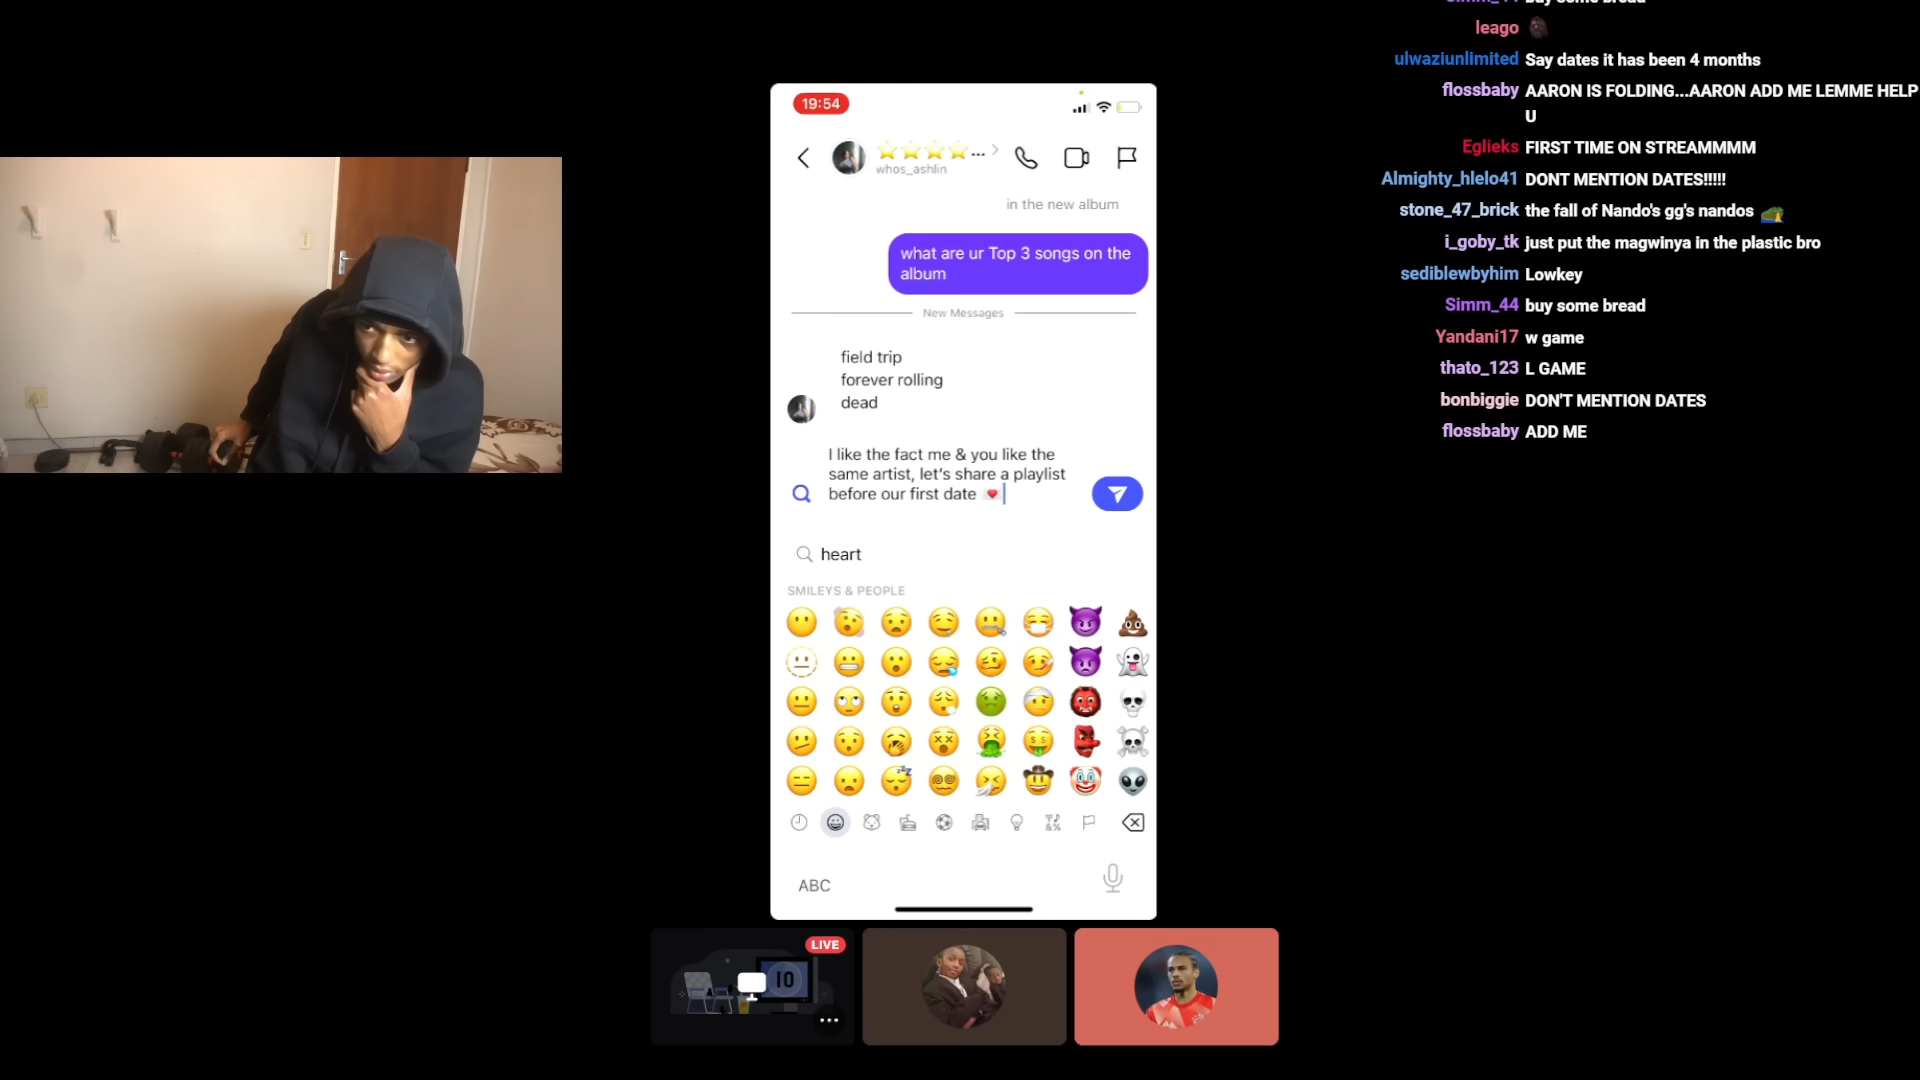 19:54
whos_ashlin
in the new album
what are ur Top 3 songs on the
album
New Messages
field trip
forever rolling
dead
I like the fact me & you like the
same artist, let's share a playlist
before our first date 💌
heart
SMILEYS & PEOPLE
ABC
LIVE
10
buy some bread
leago
ulwaziunlimited Say dates it has been 4 months
flossbaby AARON IS FOLDING...AARON ADD ME LEMME HELP
U
Eglieks FIRST TIME ON STREAMMMM
Almighty_hlelo41 DONT MENTION DATES!!!!!
stone_47_brick the fall of Nando's gg's nandos
i_goby_tk just put the magwinya in the plastic bro
sediblewbyhim Lowkey
Simm_44 buy some bread
Yandani17 w game
thato_123 L GAME
bonbiggie DON'T MENTION DATES
flossbaby ADD ME